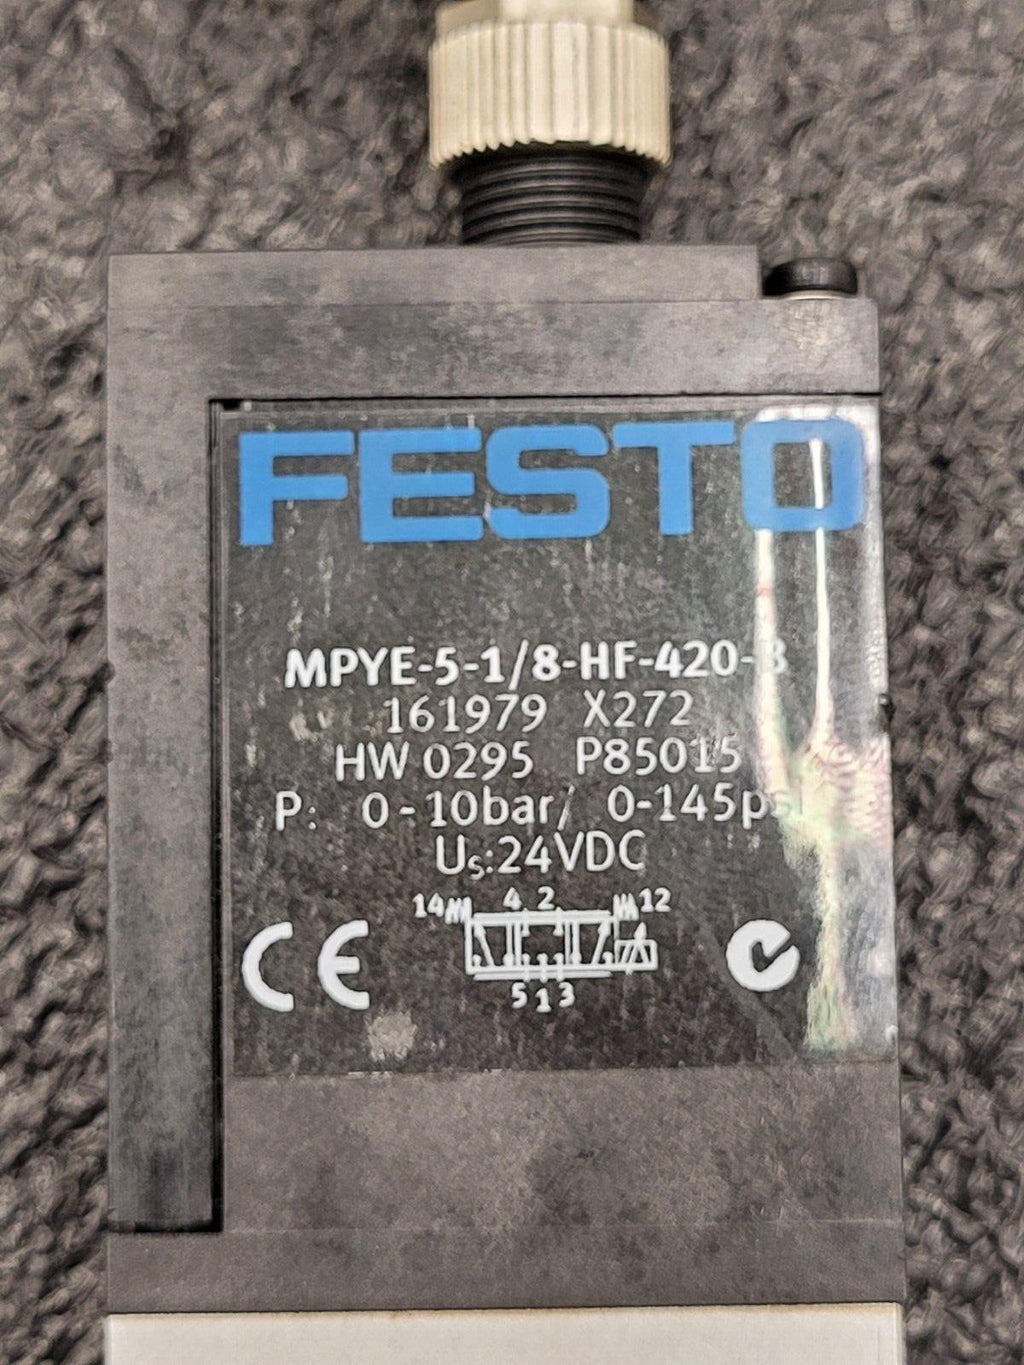 FESTO
MPYE-5-1/8-HF-420-B
161979 X272
HW 0295 P85015
P: 0-10bar/ 0-145psi
Us:24VDC
14 4 2 12
CE
5 1 3